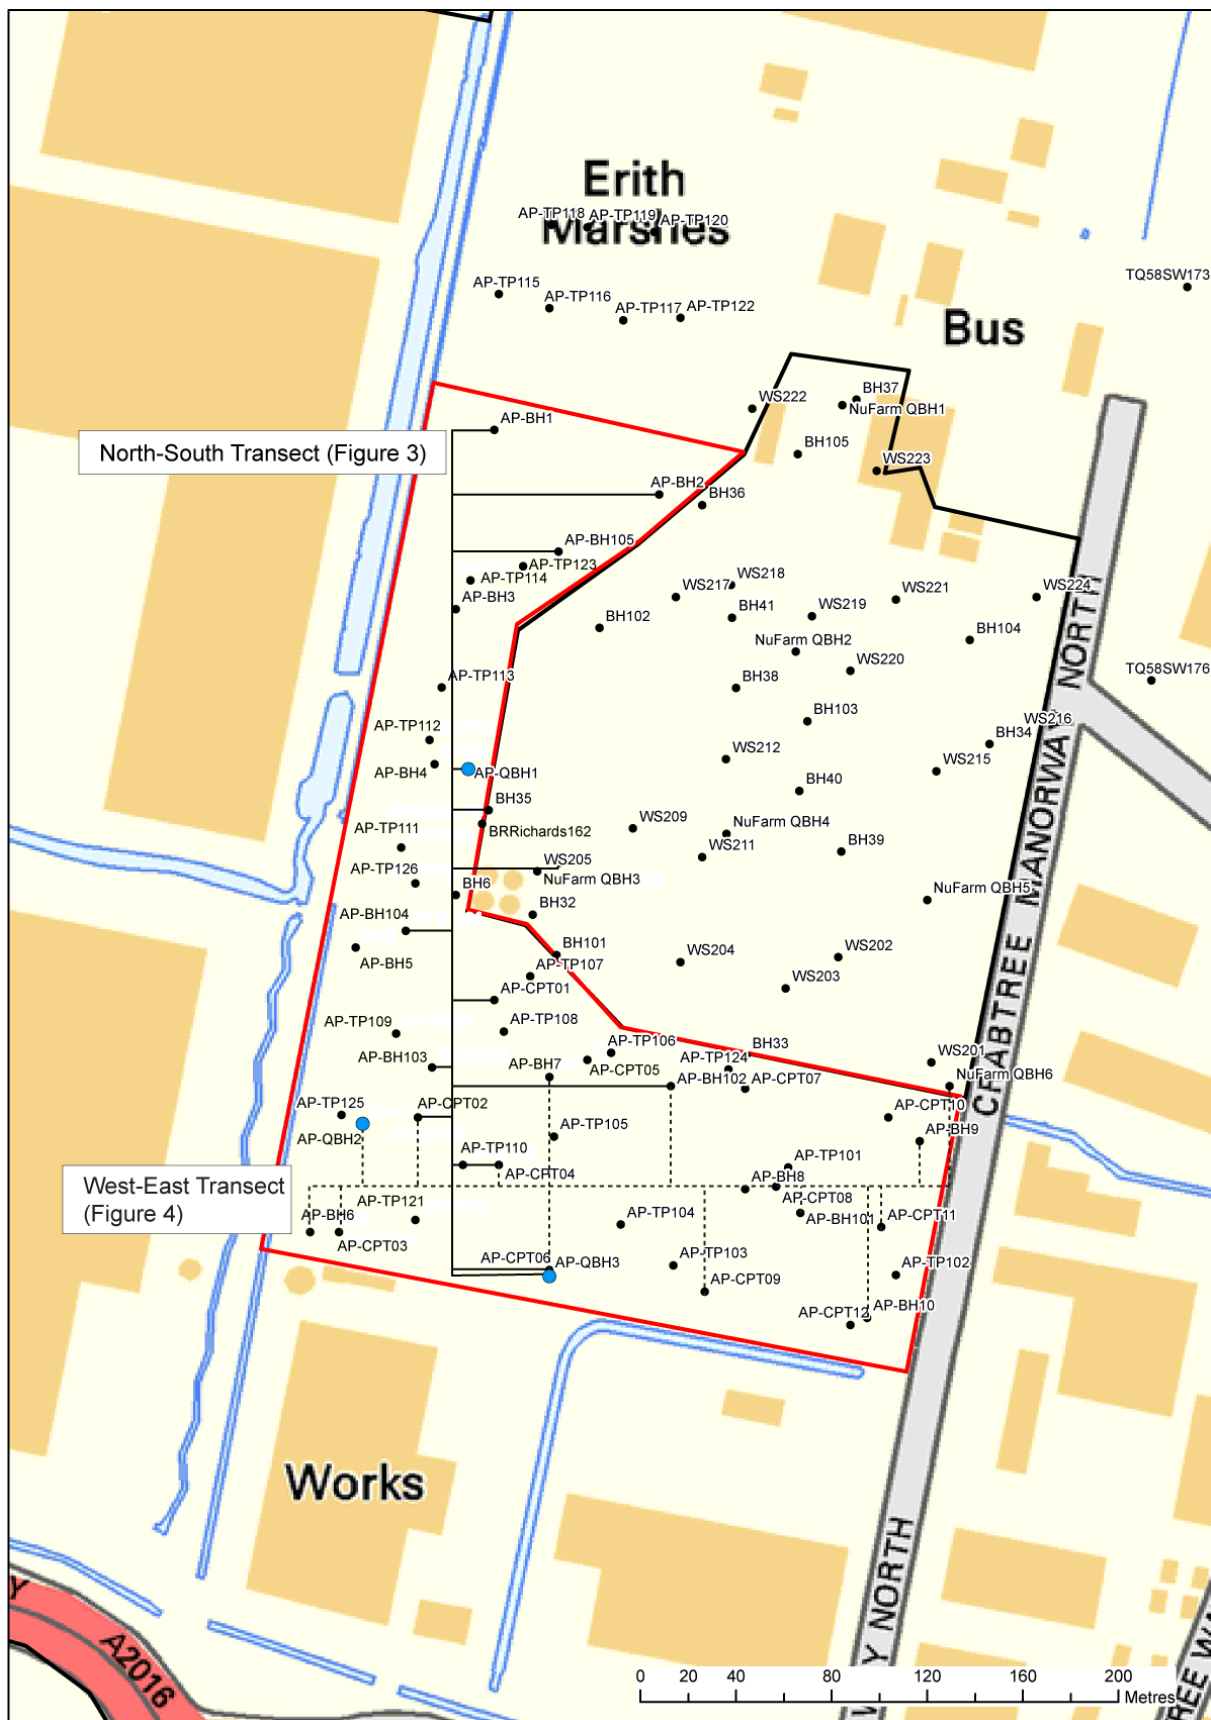 Erith
Marshes
AP-TP118
AP-TP119
AP-TP120
TQ58SW173
AP-TP115
AP-TP116
AP-TP117
AP-TP122
Bus
BH37
WS222
NuFarm QBH1
AP-BH1
North-South Transect (Figure 3)
BH105
WS223
AP-BH2
BH36
AP-BH105
AP-TP123
AP-TP114
AP-BH3
WS218
WS217
WS221
WS224
WS219
BH41
BH102
NuFarm QBH2
BH104
WS220
TQ58SW176
AP-TP113
BH38
BH103
WS216
AP-TP112
BH34
WS212
WS215
AP-BH4
AP-QBH1
BH40
BH35
BRRichards162
WS209
NuFarm QBH4
AP-TP111
WS211
BH39
WS205
NuFarm QBH3
AP-TP126
BH6
NuFarm QBH5
BH32
AP-BH104
AP-BH5
BH101
WS204
WS202
AP-TP107
WS203
AP-CPT01
AP-TP109
AP-TP108
AP-TP106
BH33
WS201
AP-BH103
AP-BH7
AP-CPT05
AP-TP124
AP-BH102
AP-CPT07
NuFarm QBH6
AP-TP125
AP-CPT02
AP-CPT10
AP-QBH2
AP-TP105
AP-BH9
AP-TP110
AP-CPT04
AP-TP101
AP-BH8
West-East Transect
(Figure 4)
AP-TP121
AP-CPT08
AP-BH6
AP-TP104
AP-BH101
AP-CPT11
AP-CPT03
AP-CPT06
AP-QBH3
AP-TP103
AP-TP102
AP-CPT09
AP-CPT12
AP-BH10
CRABTREE MANORWAY NORTH
Works
Y NORTH
A2016
Y
REE WA
0 20 40 80 120 160 200
Metres